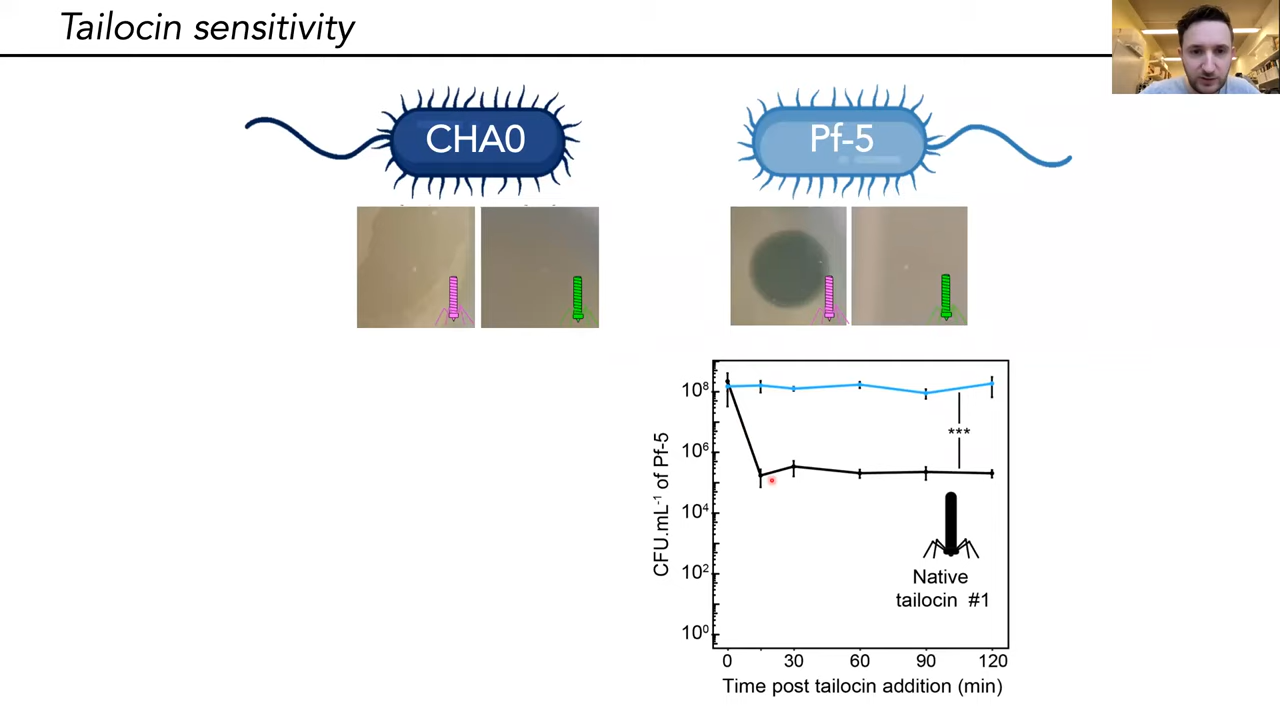 Tailocin sensitivity
CHA0
Pf-5
CFU.mL⁻¹ of Pf-5
10⁸
10⁶
10⁴
10²
10⁰
***
Native
tailocin #1
0 30 60 90 120
Time post tailocin addition (min)